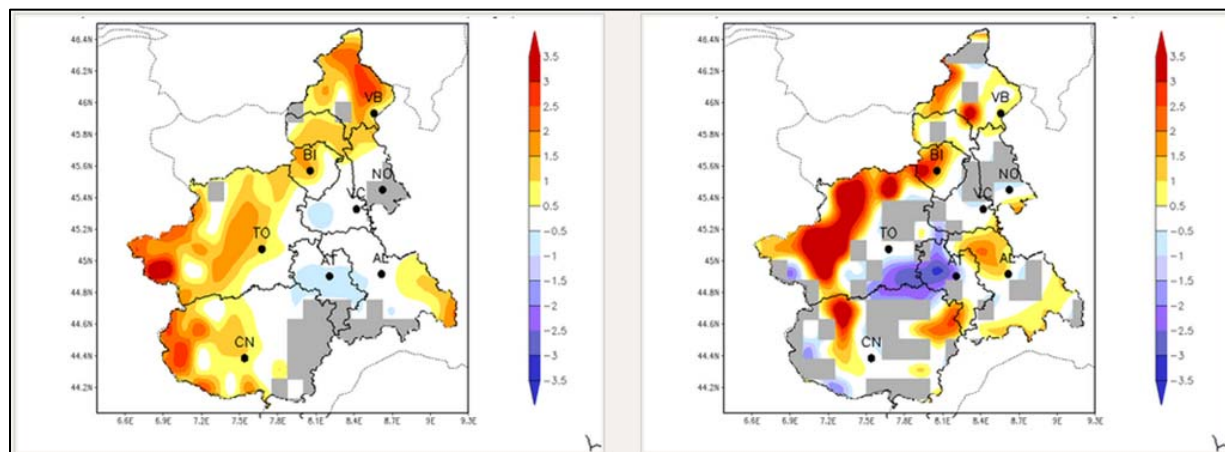 46.4N
46.2N
46N
45.8N
45.6N
45.4N
45.2N
45N
44.8N
44.6N
44.4N
44.2N
6.6E 6.9E 7.2E 7.5E 7.8E 8.1E 8.4E 8.7E 9E 9.3E
VB
BI
NO
VC
TO
AT
AL
CN
3.5
2.5
2
1.5
1
0.5
-0.5
-1
-1.5
-2
-2.5
-3.5
46.4N
46.2N
46N
45.8N
45.6N
45.4N
45.2N
45N
44.8N
44.6N
44.4N
44.2N
6.6E 6.9E 7.2E 7.5E 7.8E 8.1E 8.4E 8.7E 9E 9.3E
VB
BI
NO
VC
TO
AT
AL
CN
3.5
2.5
2
1.5
1
0.5
-0.5
-1
-1.5
-2
-2.5
-3.5